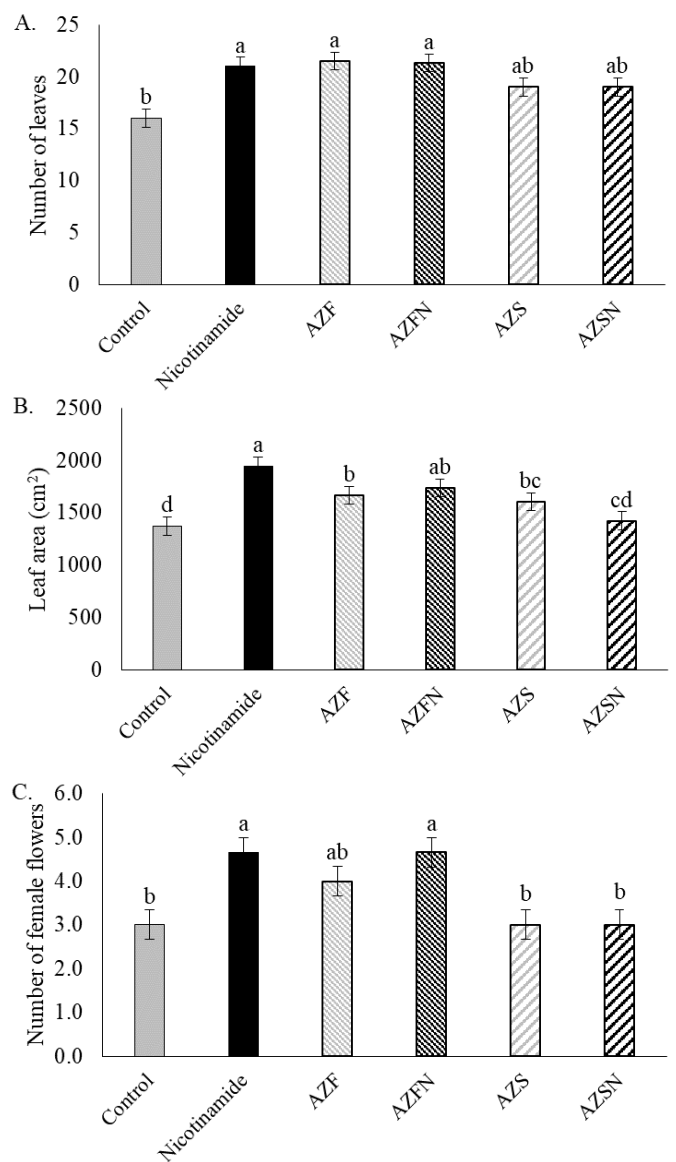 A.
Number of leaves
25
20
15
10
5
0
b
a
a
a
ab
ab
Control
Nicotinamide
AZF
AZFN
AZS
AZSN
B.
Leaf area (cm²)
2500
2000
1500
1000
500
0
d
a
b
ab
bc
cd
Control
Nicotinamide
AZF
AZFN
AZS
AZSN
C.
Number of female flowers
6.0
5.0
4.0
3.0
2.0
1.0
0.0
b
a
ab
a
b
b
Control
Nicotinamide
AZF
AZFN
AZS
AZSN